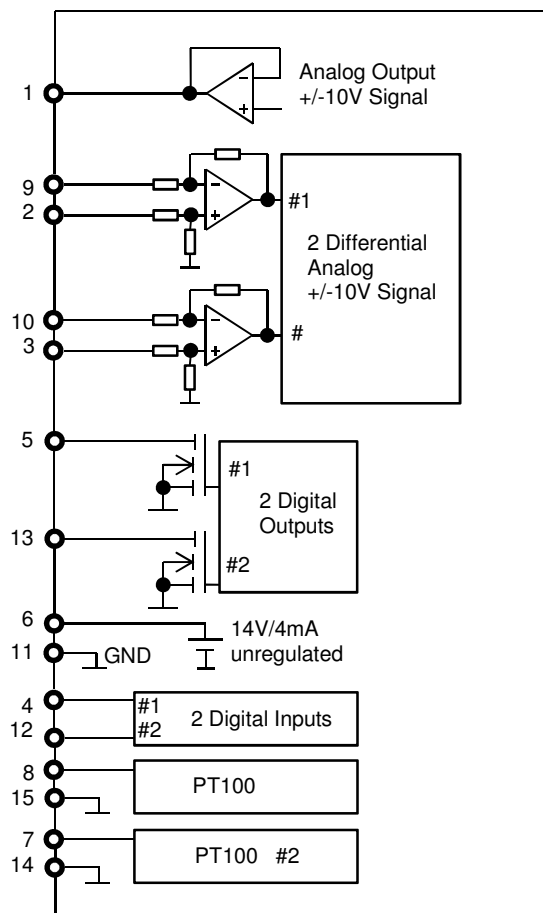 1
Analog Output
+/-10V Signal
-
+
9
2
-
+
#1
2 Differential
Analog
+/-10V Signal
10
3
-
+
#
5
#1
2 Digital
Outputs
13
#2
6
14V/4mA
unregulated
11
GND
4
#1
2 Digital Inputs
12
#2
8
PT100
15
7
PT100 #2
14